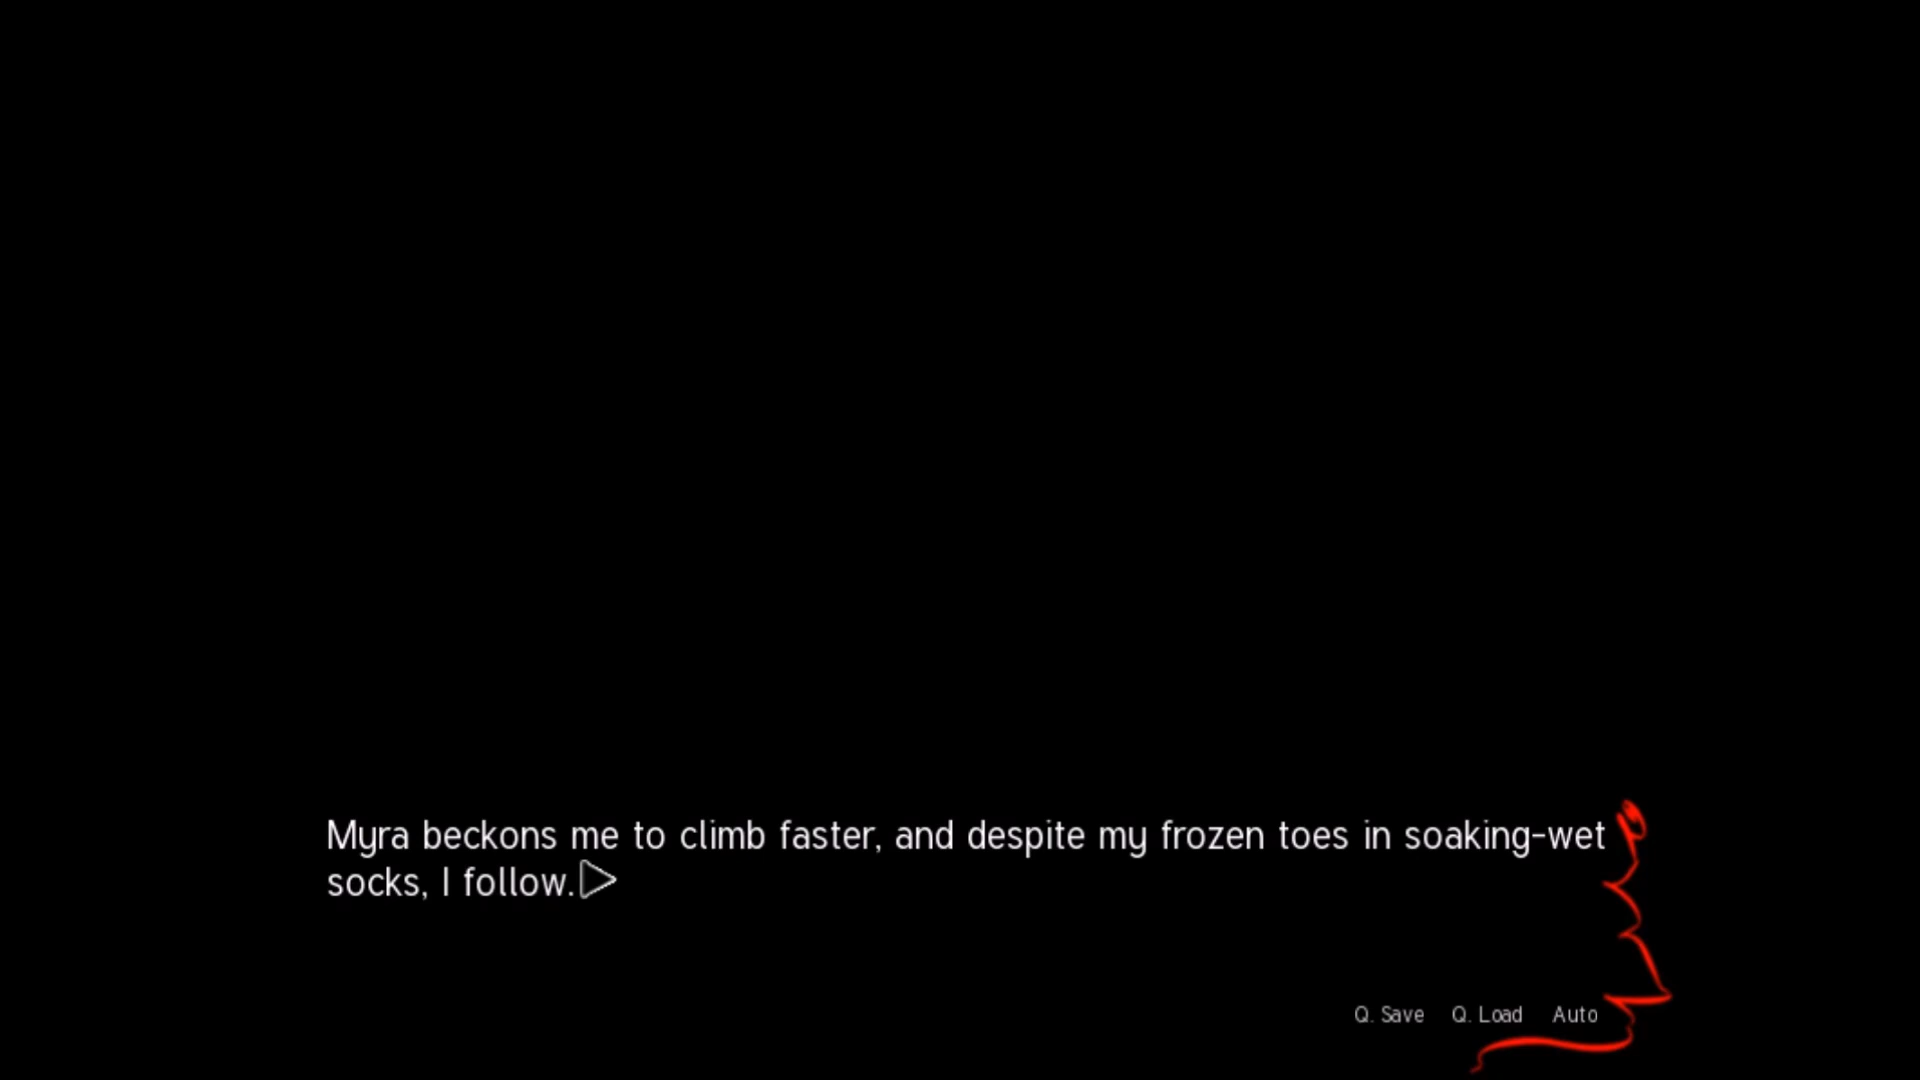 Myra beckons me to climb faster, and despite my frozen toes in soaking-wet
socks, I follow.
Q. Save Q. Load Auto